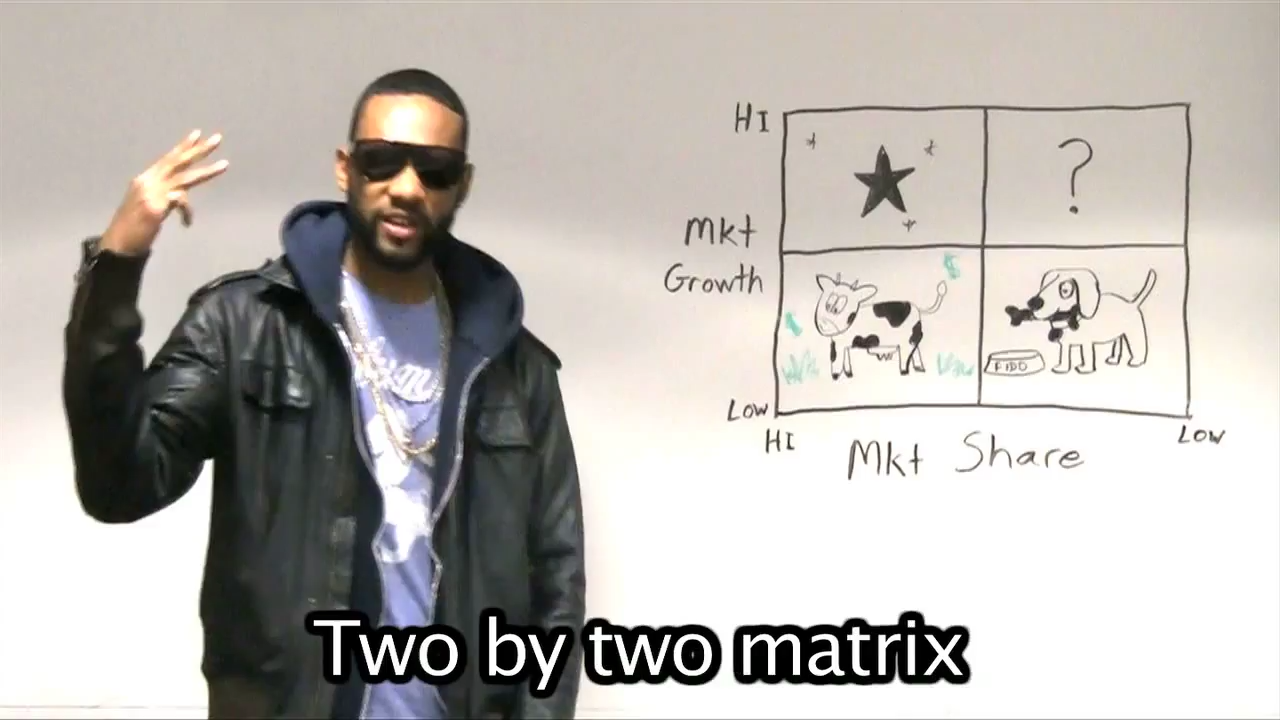 HI
?
Mkt
Growth
FIDO
Low
HI
Low
Mkt Share
Two by two matrix